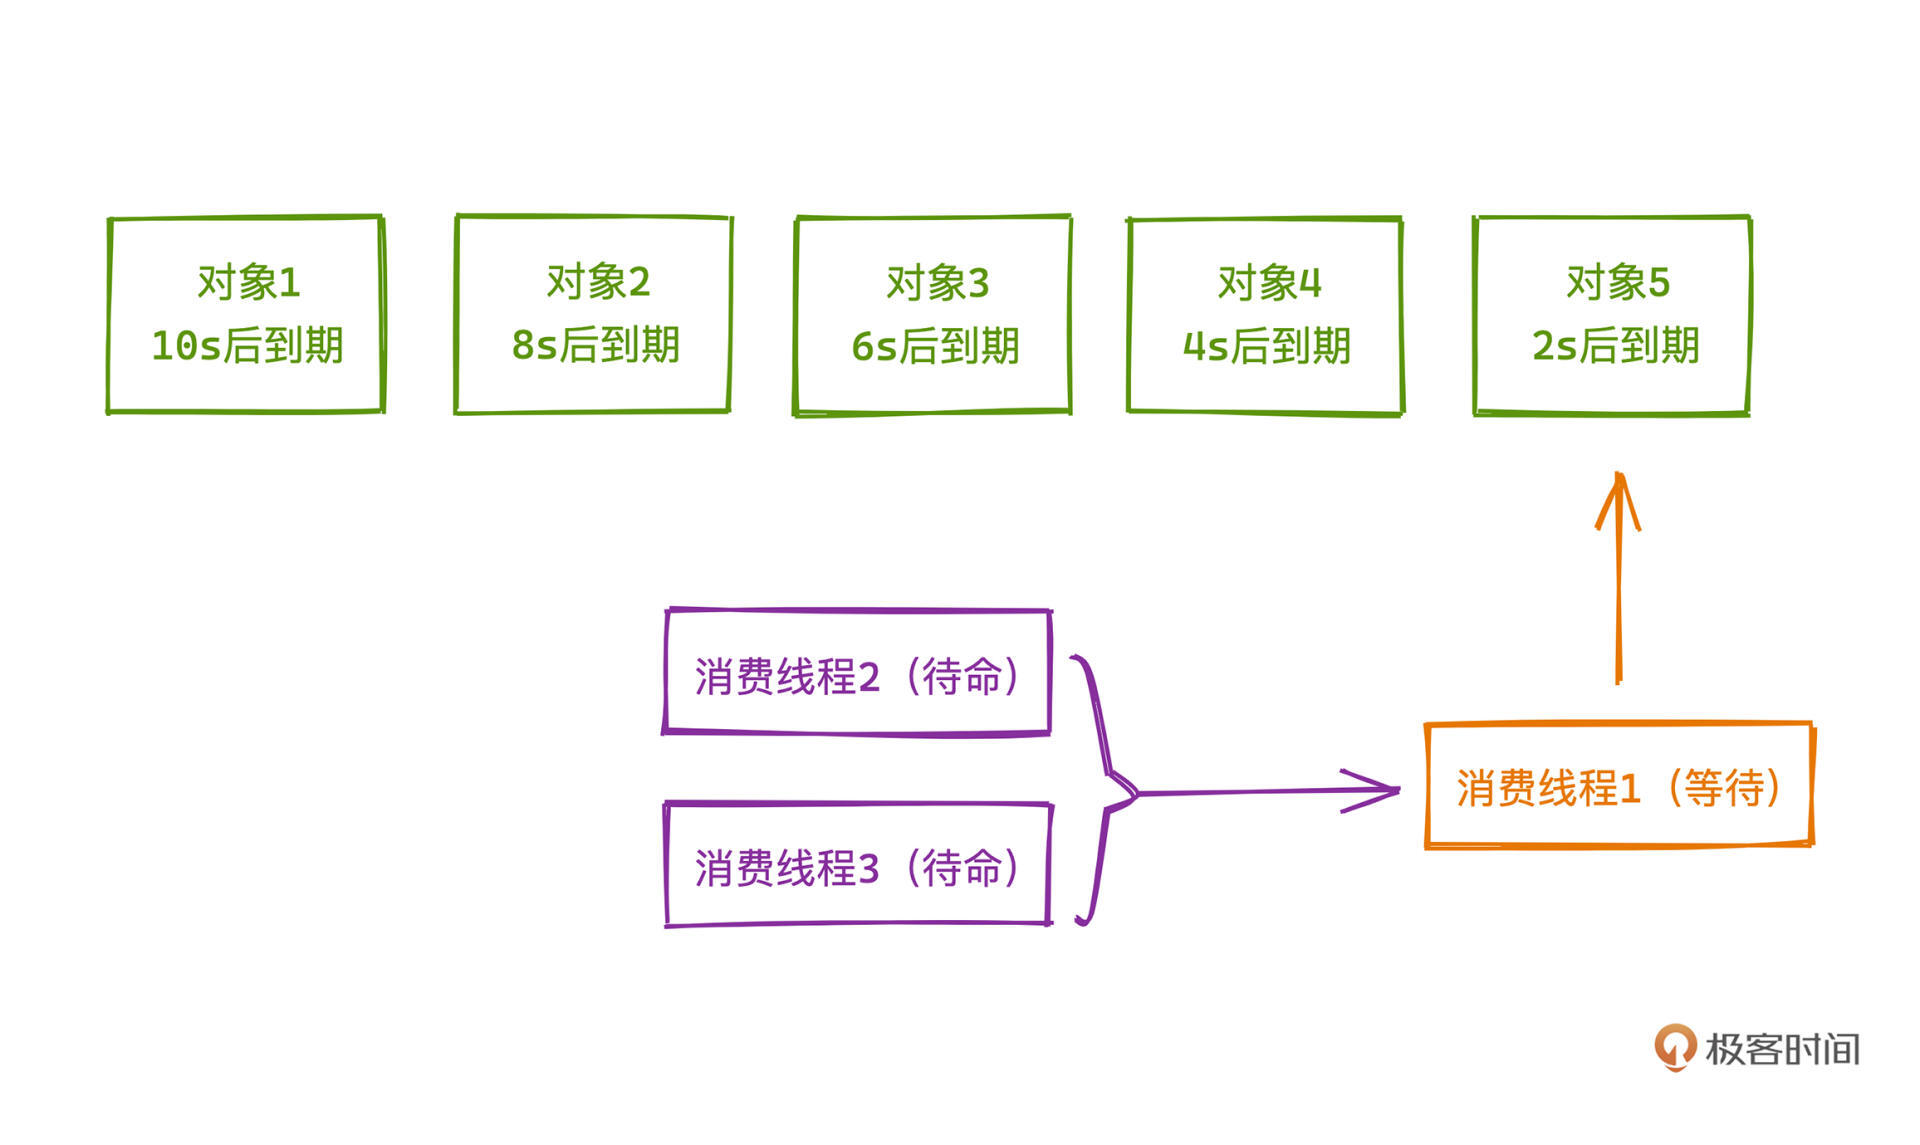 对象1
10s后到期
对象2
8s后到期
对象3
6s后到期
对象4
4s后到期
对象5
2s后到期
消费线程2（待命）
消费线程3（待命）
消费线程1（等待）
极客时间